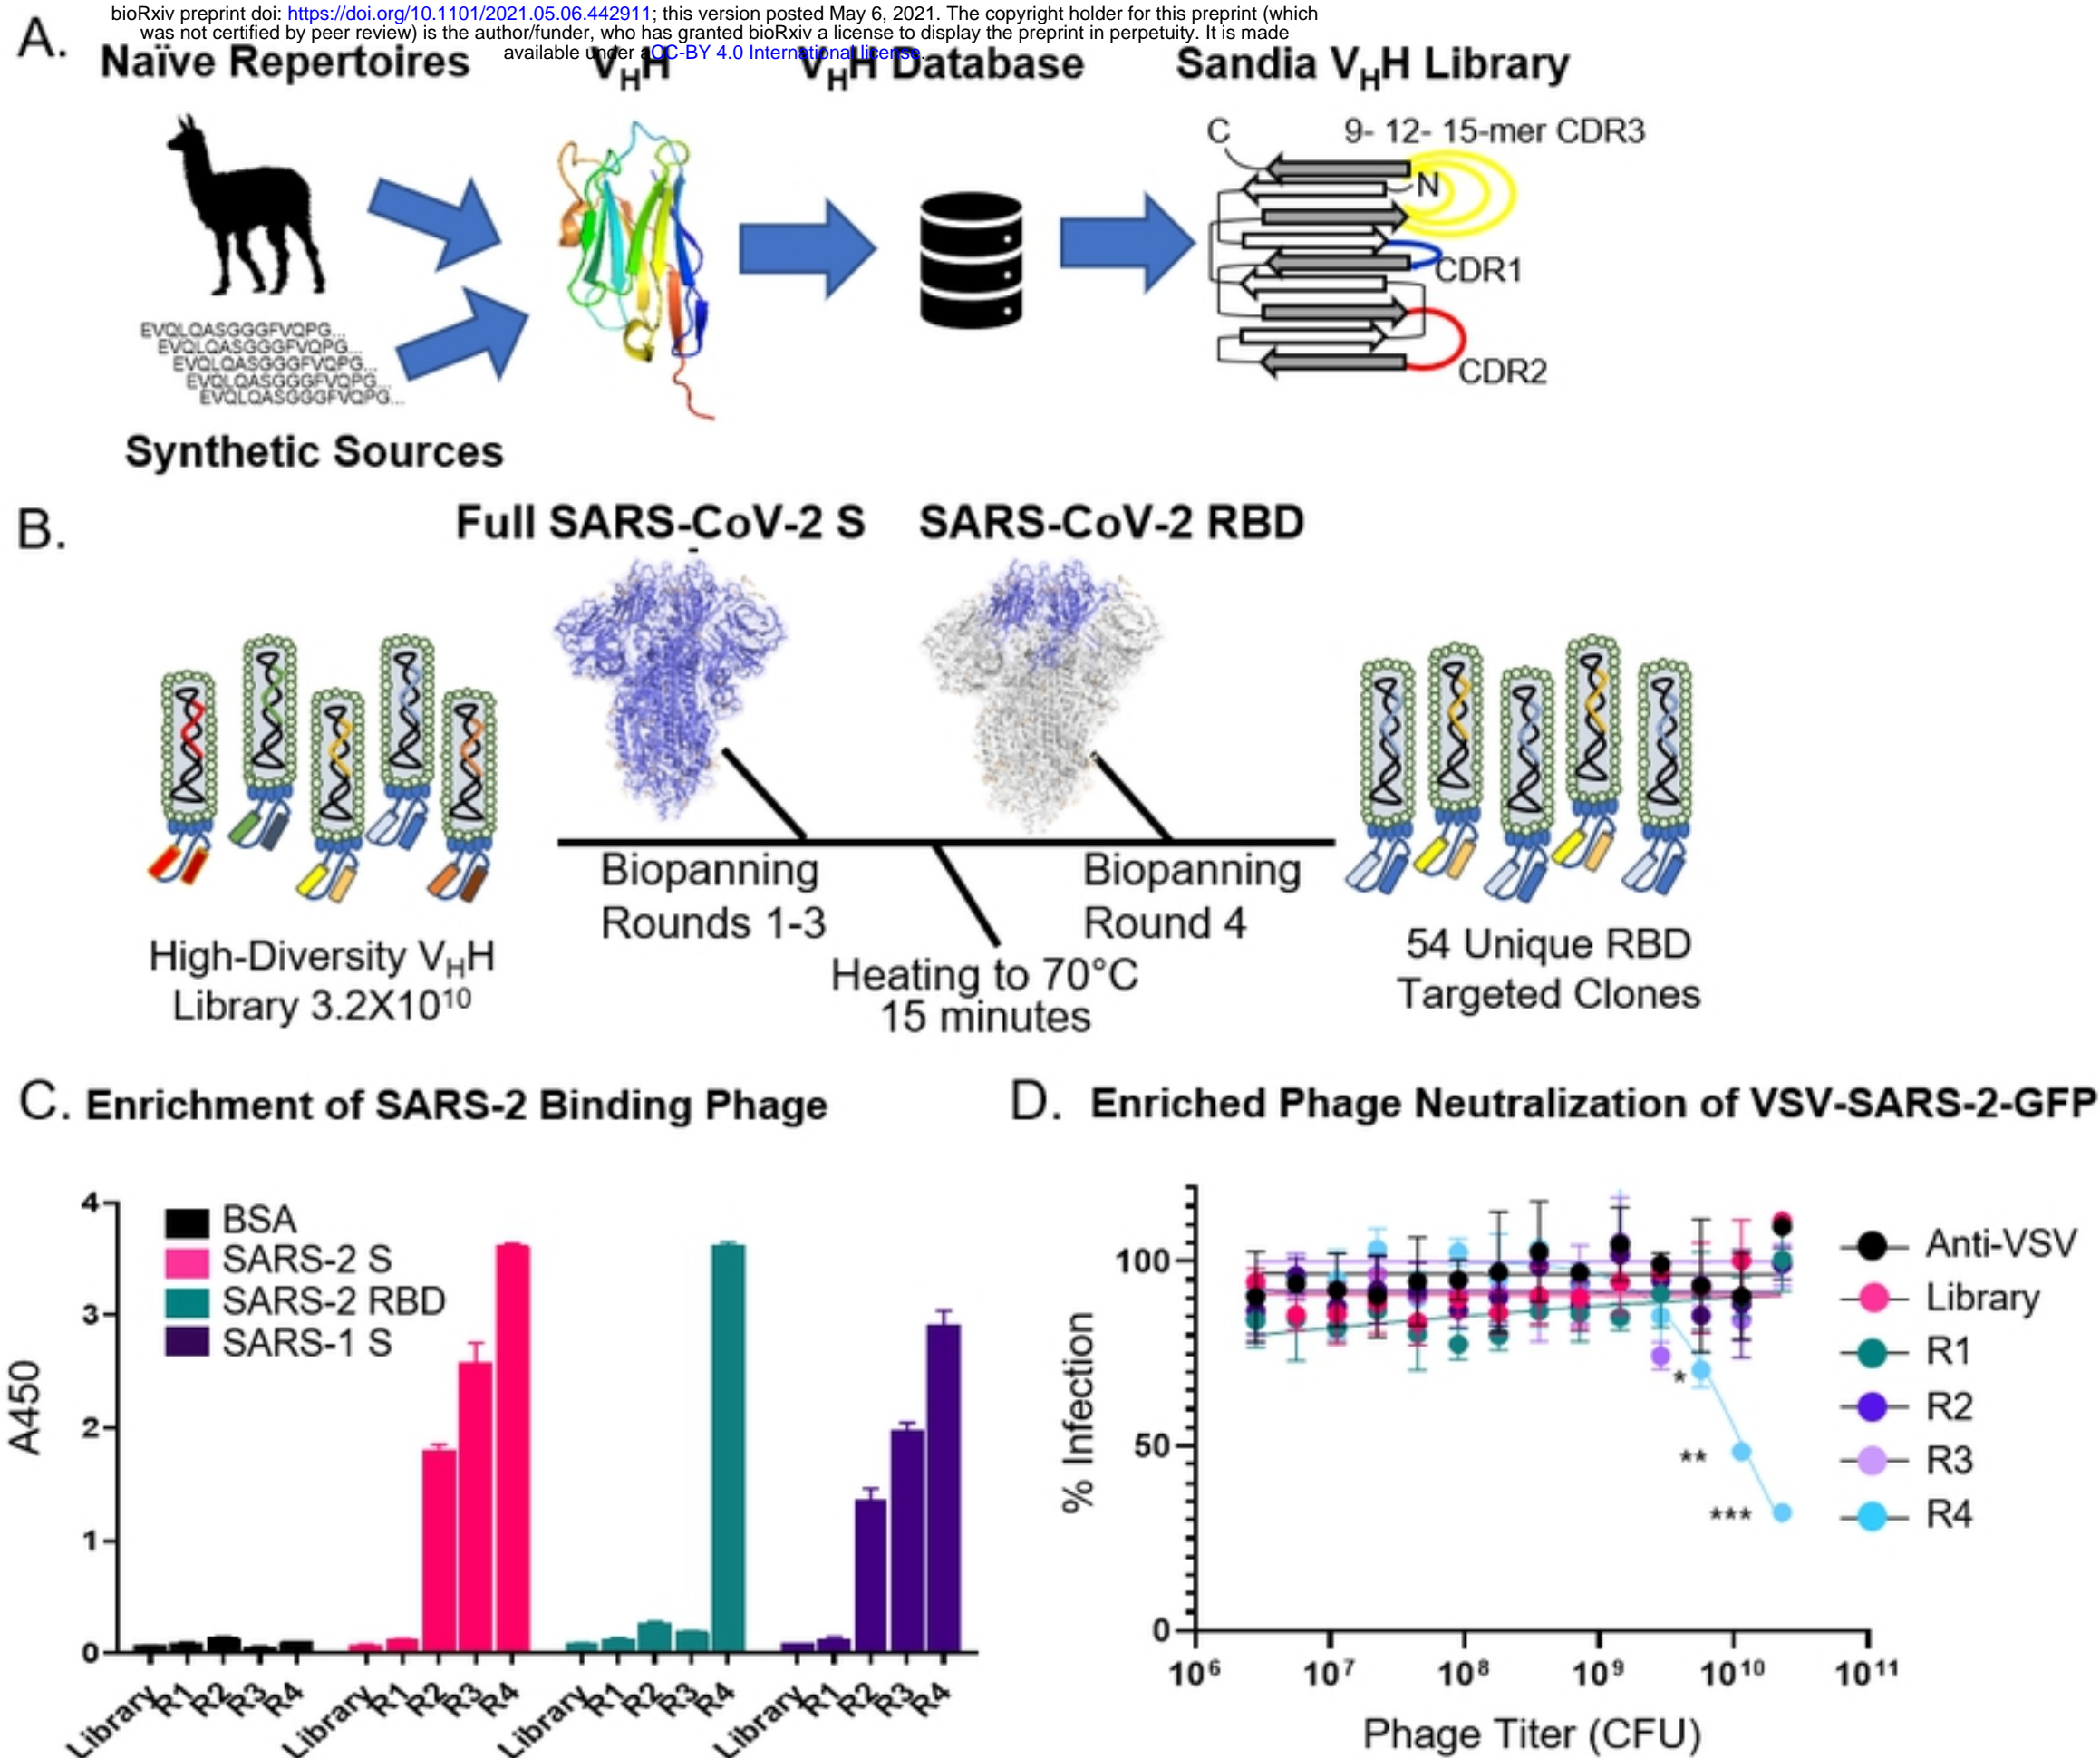 bioRxiv preprint doi: https://doi.org/10.1101/2021.05.06.442911; this version posted May 6, 2021. The copyright holder for this preprint (which
was not certified by peer review) is the author/funder, who has granted bioRxiv a license to display the preprint in perpetuity. It is made
available under aCC-BY 4.0 International license.
A.
Naïve Repertoires
VHH
VHH Database
Sandia VHH Library
C
9- 12- 15-mer CDR3
N
CDR1
CDR2
EVQLQASGGGFVQPG...
EVQLQASGGGFVQPG...
EVQLQASGGGFVQPG...
EVQLQASGGGFVQPG...
EVQLQASGGGFVQPG...
Synthetic Sources
B.
Full SARS-CoV-2 S
SARS-CoV-2 RBD
Biopanning
Rounds 1-3
Biopanning
Round 4
Heating to 70°C
15 minutes
High-Diversity VHH
Library 3.2X10¹⁰
54 Unique RBD
Targeted Clones
C. Enrichment of SARS-2 Binding Phage
BSA
SARS-2 S
SARS-2 RBD
SARS-1 S
A450
4
3
2
1
0
Library
R1
R2
R3
R4
Library
R1
R2
R3
R4
Library
R1
R2
R3
R4
Library
R1
R2
R3
R4
D. Enriched Phage Neutralization of VSV-SARS-2-GFP
% Infection
100
50
0
*
**
***
10⁶
10⁷
10⁸
10⁹
10¹⁰
10¹¹
Phage Titer (CFU)
Anti-VSV
Library
R1
R2
R3
R4